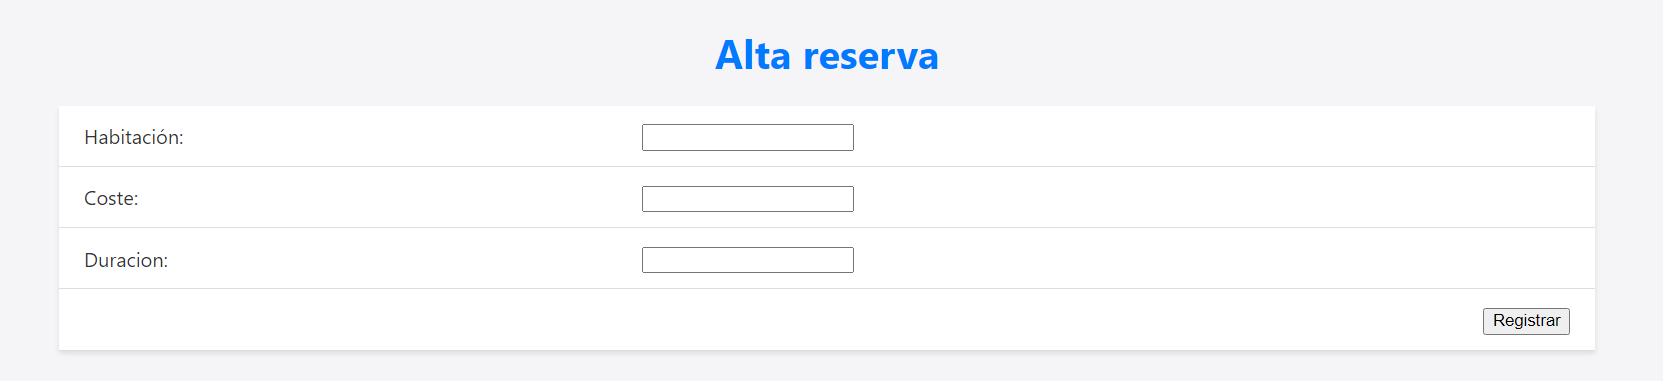 Alta reserva
Habitación:
Coste:
Duracion:
Registrar